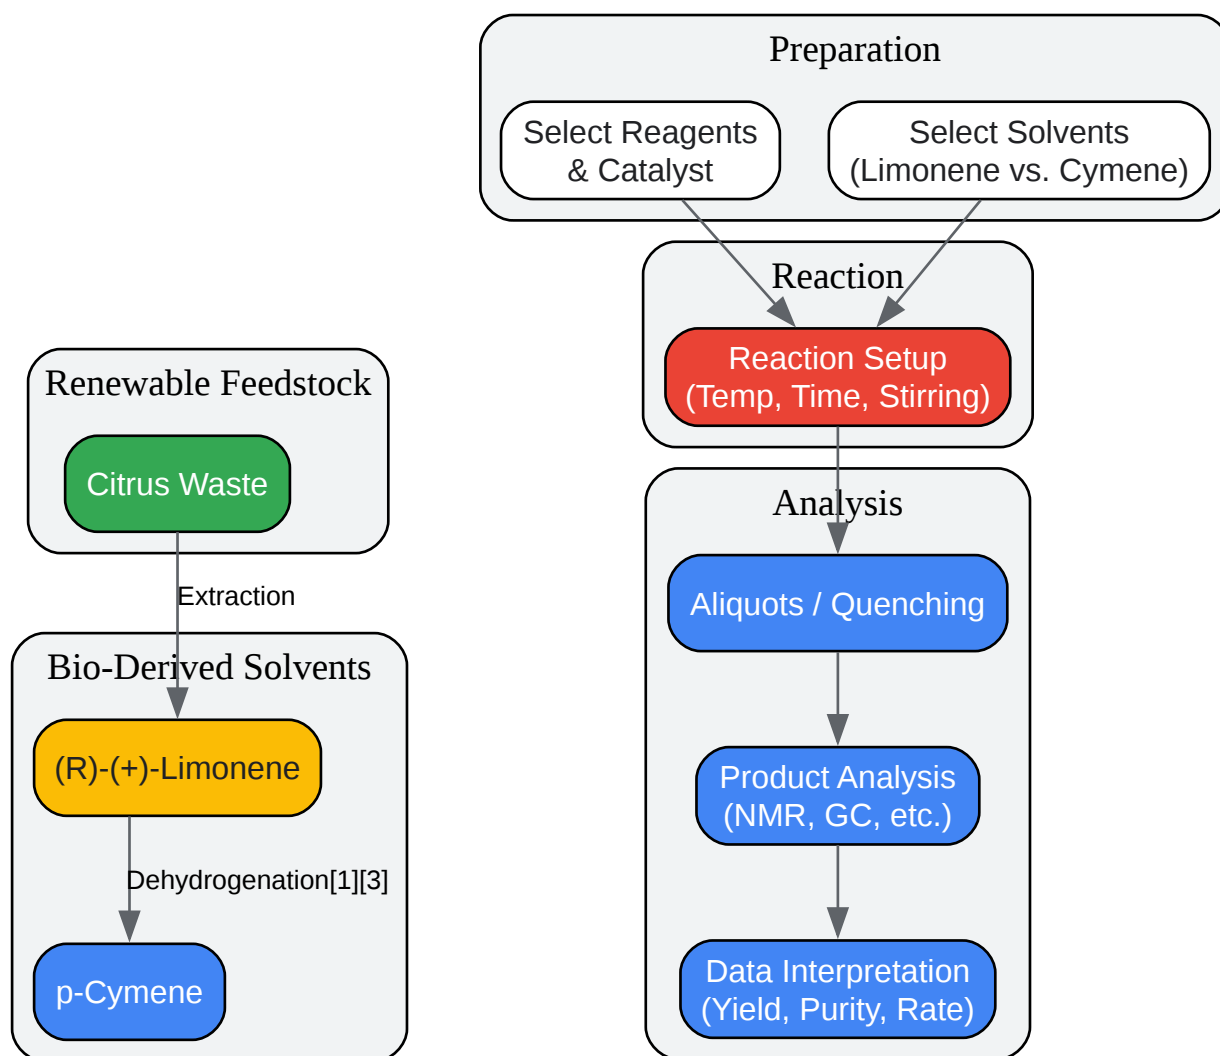 Preparation
Select Reagents
& Catalyst
Select Solvents
(Limonene vs. Cymene)
Reaction
Reaction Setup
(Temp, Time, Stirring)
Renewable Feedstock
Citrus Waste
Extraction
Bio-Derived Solvents
(R)-(+)-Limonene
Dehydrogenation[1][3]
p-Cymene
Analysis
Aliquots / Quenching
Product Analysis
(NMR, GC, etc.)
Data Interpretation
(Yield, Purity, Rate)